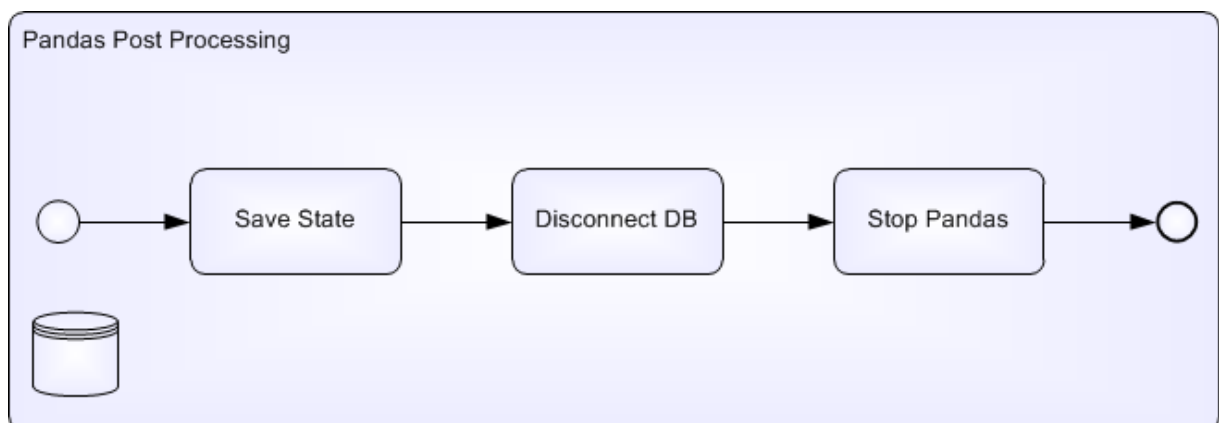 Pandas Post Processing
Save State
Disconnect DB
Stop Pandas